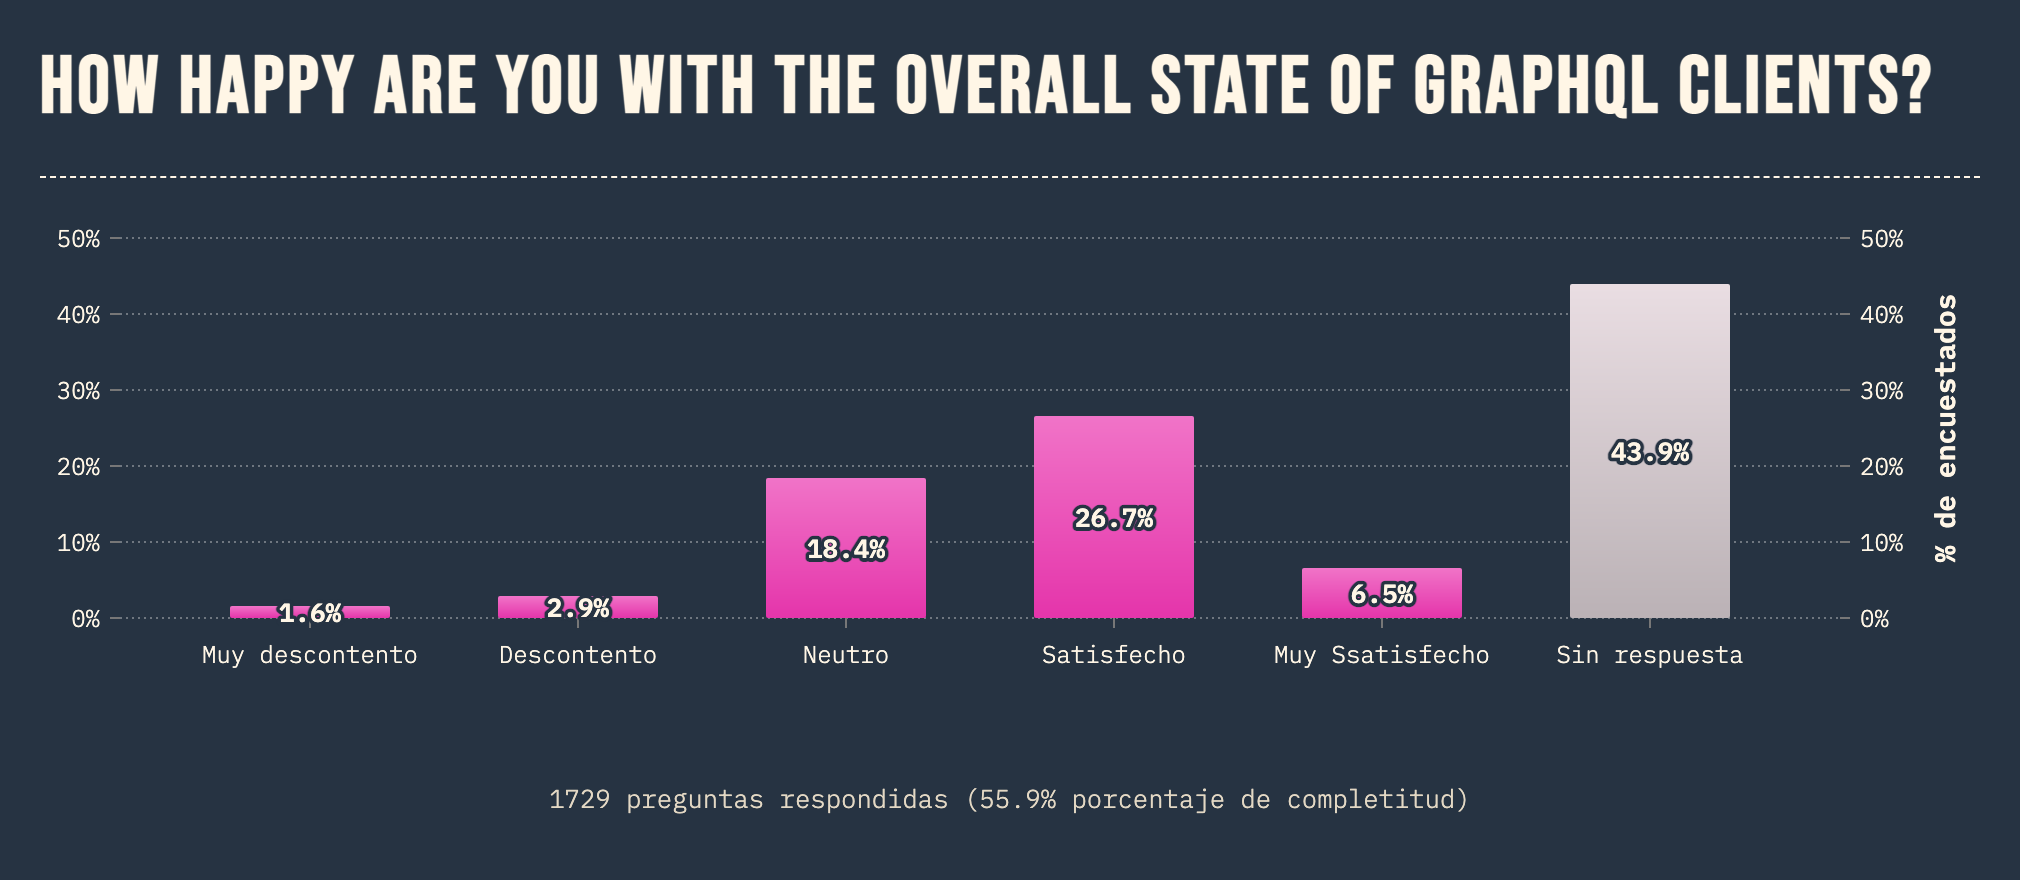 HOW HAPPY ARE YOU WITH THE OVERALL STATE OF GRAPHQL CLIENTS?
50% 50%
40% 40%
30% 30%
20% 20%
10% 10%
0% 0%
% de encuestados
1.6% 2.9% 18.4% 26.7% 6.5% 43.9%
Muy descontento Descontento Neutro Satisfecho Muy Ssatisfecho Sin respuesta
1729 preguntas respondidas (55.9% porcentaje de completitud)